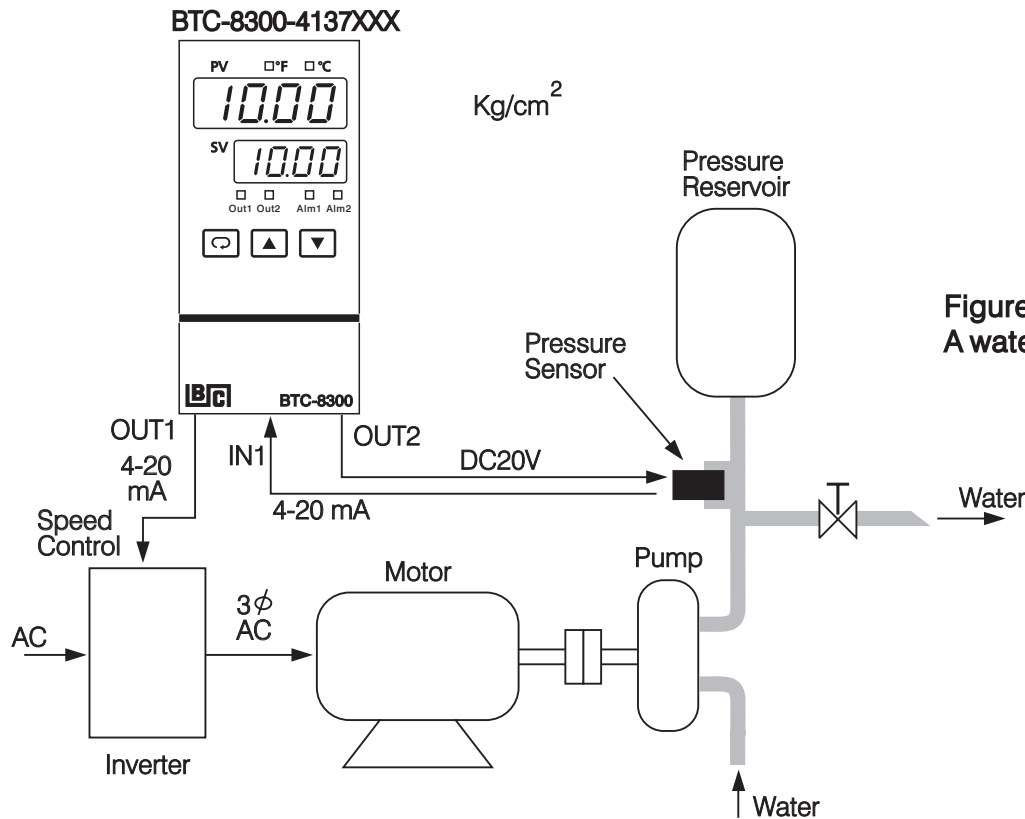 BTC-8300-4137XXX
PV °F °C
10.00
Kg/cm²
SV
10.00
Out1 Out2 Alm1 Alm2
BC
BTC-8300
Pressure
Reservoir
Figure
A wate
Pressure
Sensor
OUT1
4-20
mA
IN1
OUT2
DC20V
4-20 mA
Speed
Control
Water
Pump
Motor
3ϕ
AC
AC
Inverter
Water